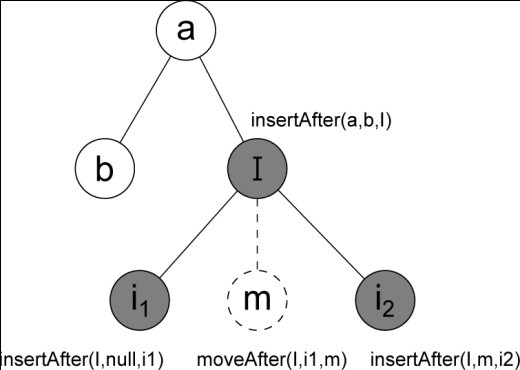 a
insertAfter(a,b,I)
b
I
i₁
m
i₂
insertAfter(I,null,i1)
moveAfter(I,i1,m)
insertAfter(I,m,i2)